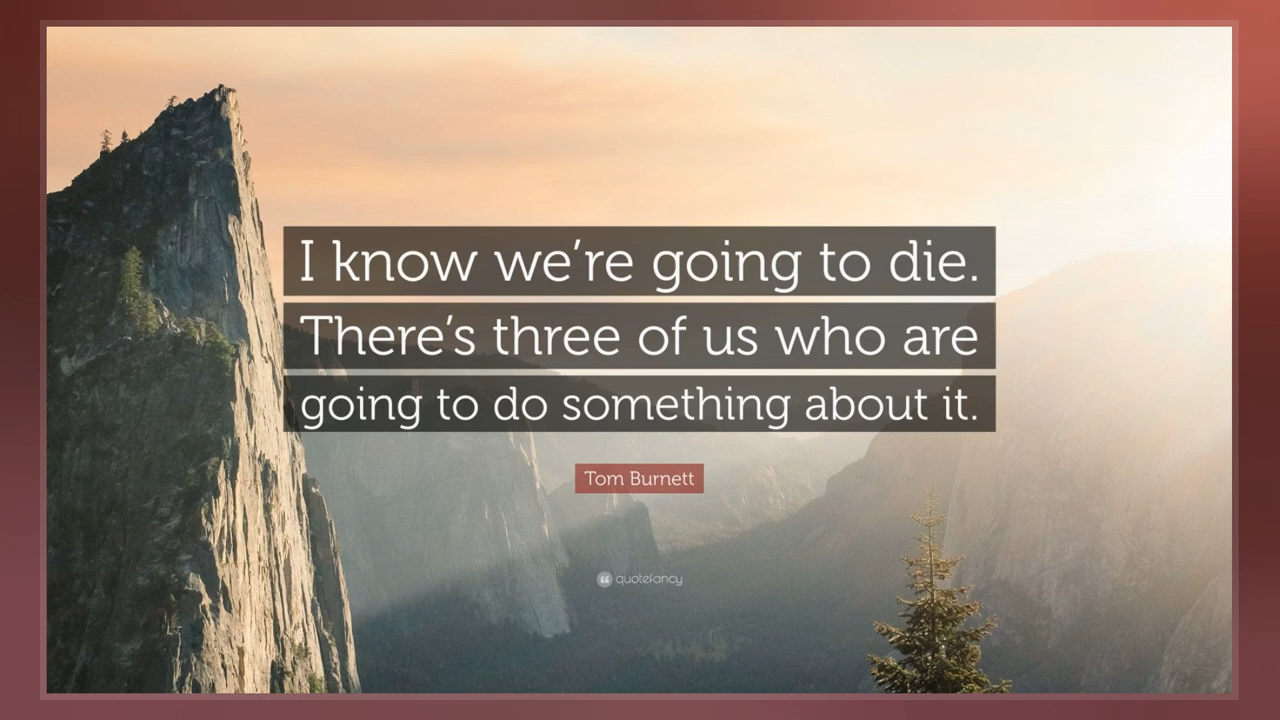 I know we’re going to die.
There’s three of us who are
going to do something about it.
Tom Burnett
quotefancy